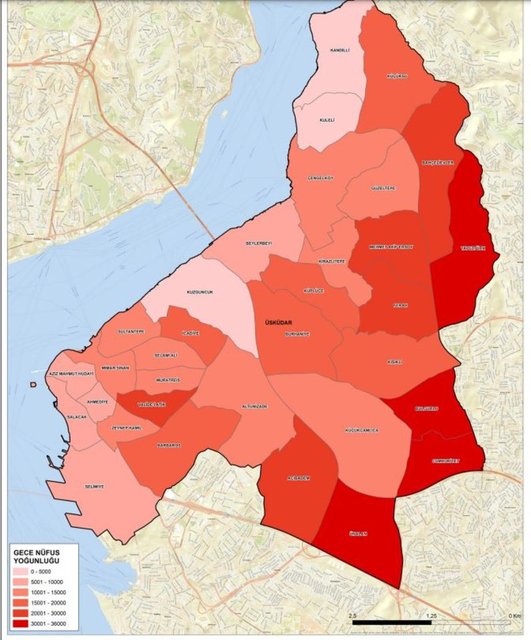 KANDİLLİ
KÜÇÜKSU
KULELİ
BAHÇELİEVLER
ÇENGELKÖY
GÜZELTEPE
BEYLERBEYİ
MEHMET AKİF ERSOY
YAVUZTÜRK
KİRAZLITEPE
KUZGUNCUK
KÜPLÜCE
FERAH
SULTANTEPE
İCADİYE
ÜSKÜDAR
BURHANİYE
SELAMİ ALİ
KISIKLI
AZİZ MAHMUT HÜDAYİ
MİMAR SİNAN
MURATREİS
AHMEDİYE
VALİDE-İ ATİK
ALTUNİZADE
BULGURLU
SALACAK
ZEYNEP KAMİL
KÜÇÜKÇAMLICA
BARBAROS
CUMHURİYET
SELİMİYE
ACIBADEM
ÜNALAN
GECE NÜFUS
YOĞUNLUĞU
0 - 5000
5001 - 10000
10001 - 15000
15001 - 20000
20001 - 30000
30001 - 36000
2.5 1.25 0 Km